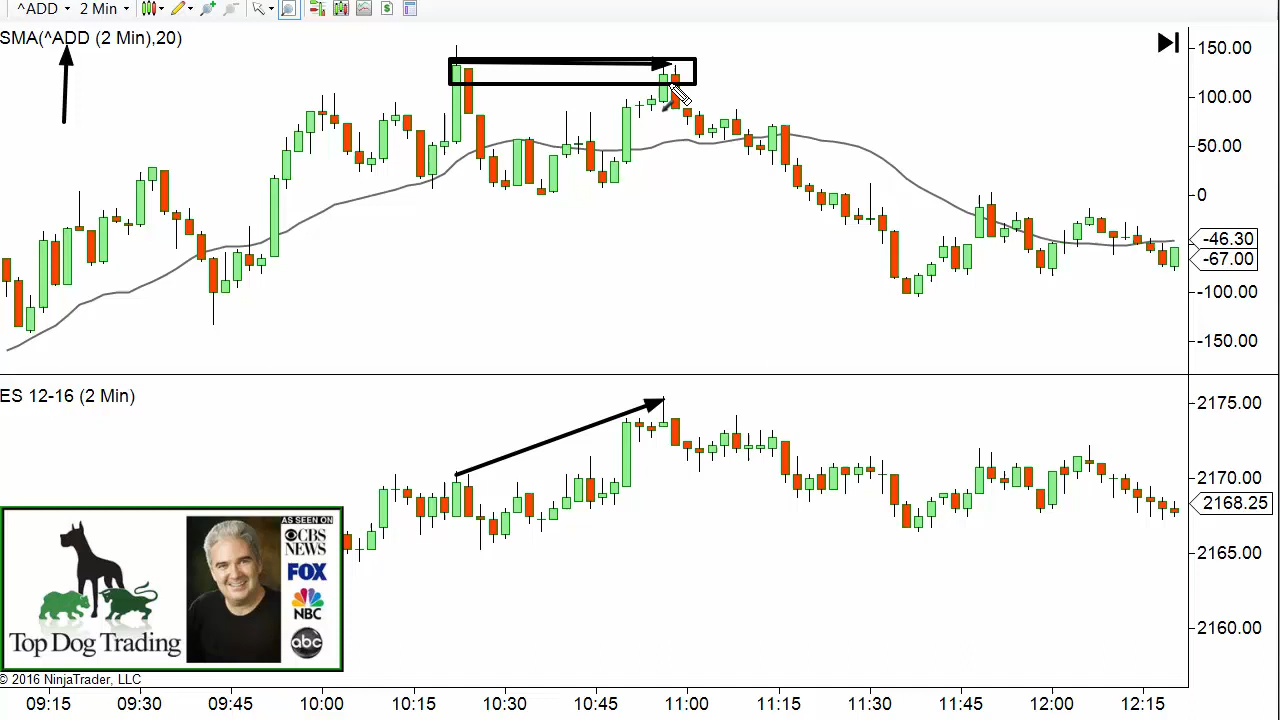 ^ADD 2 Min
SMA(^ADD (2 Min),20)
150.00
100.00
50.00
0
-46.30
-67.00
-100.00
-150.00
ES 12-16 (2 Min)
2175.00
2170.00
2168.25
2165.00
2160.00
AS SEEN ON
CBS
NEWS
FOX
NBC
abc
Top Dog Trading
© 2016 NinjaTrader, LLC
09:15 09:30 09:45 10:02 10:15 10:30 10:45 11:00 11:15 11:30 11:45 12:00 12:15